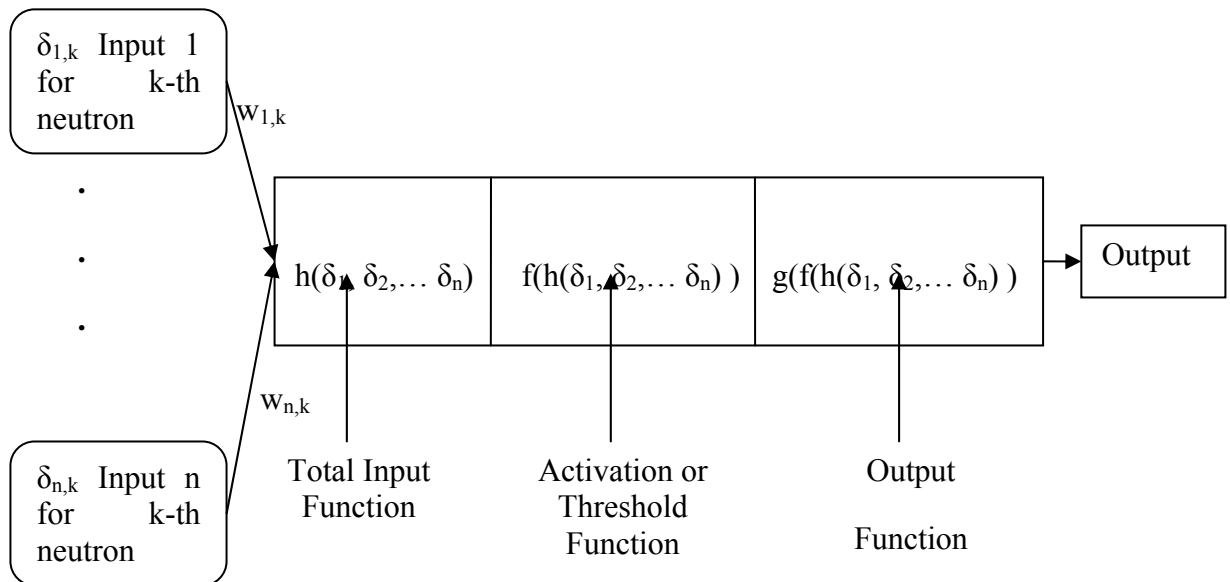 δ1,k Input 1
for k-th
neutron
w1,k
.
.
.
h(δ1, δ2,… δn)
f(h(δ1, δ2,… δn) )
g(f(h(δ1, δ2,… δn) )
Output
wn,k
δn,k Input n
for k-th
neutron
Total Input
Function
Activation or
Threshold
Function
Output
Function